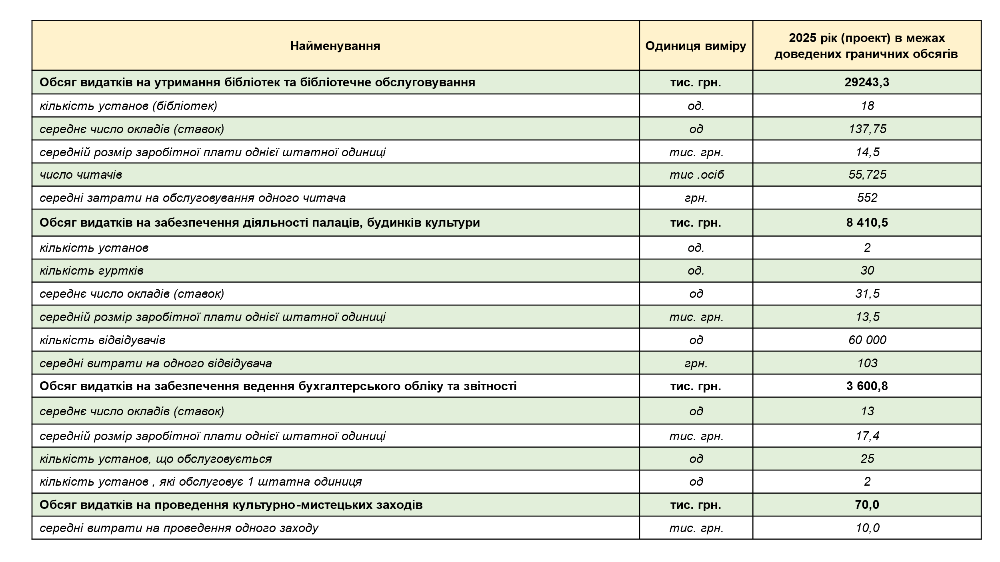 Найменування
Одиниця виміру
2025 рік (проект) в межах
доведених граничних обсягів
Обсяг видатків на утримання бібліотек та бібліотечне обслуговування тис. грн. 29243,3
кількість установ (бібліотек) од. 18
середнє число окладів (ставок) од 137,75
середній розмір заробітної плати однієї штатної одиниці тис. грн. 14,5
число читачів тис .осіб 55,725
середні затрати на обслуговування одного читача грн. 552
Обсяг видатків на забезпечення діяльності палаців, будинків культури тис. грн. 8 410,5
кількість установ од. 2
кількість гуртків од. 30
середнє число окладів (ставок) од 31,5
середній розмір заробітної плати однієї штатної одиниці тис. грн. 13,5
кількість відвідувачів од 60 000
середні витрати на одного відвідувача грн. 103
Обсяг видатків на забезпечення ведення бухгалтерського обліку та звітності тис. грн. 3 600,8
середнє число окладів (ставок) од 13
середній розмір заробітної плати однієї штатної одиниці тис. грн. 17,4
кількість установ, що обслуговується од 25
кількість установ , які обслуговує 1 штатна одиниця од 2
Обсяг видатків на проведення культурно-мистецьких заходів тис. грн. 70,0
середні витрати на проведення одного заходу тис. грн. 10,0